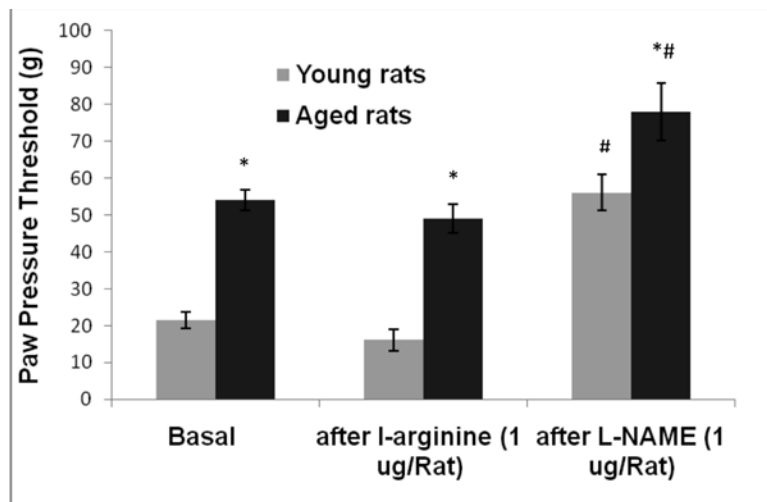 Paw Pressure Threshold (g)
100
90
80
70
60
50
40
30
20
10
0
Young rats
Aged rats
*
*
#
*#
Basal
after l-arginine (1
ug/Rat)
after L-NAME (1
ug/Rat)